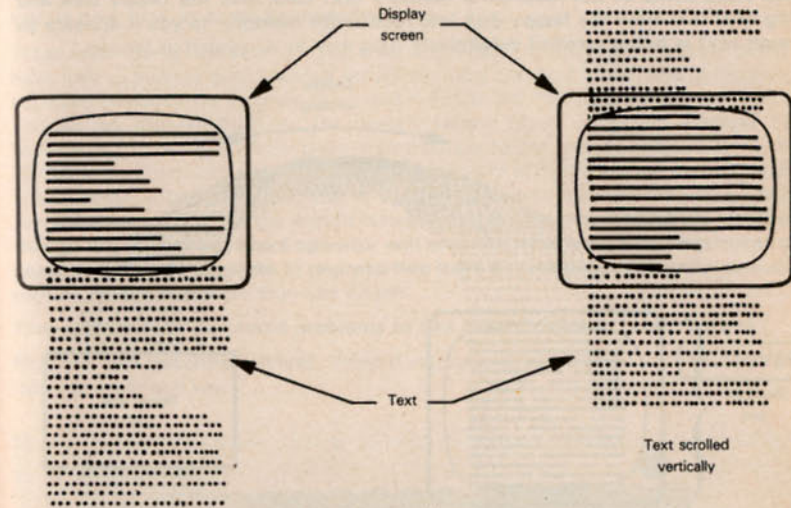 Display
screen
Text
Text scrolled
vertically